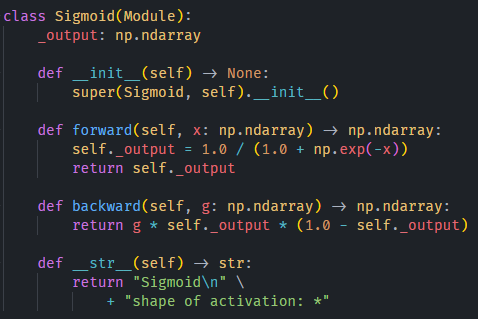 class Sigmoid(Module):
    _output: np.ndarray
    def __init__(self) → None:
        super(Sigmoid, self).__init__()
    def forward(self, x: np.ndarray) → np.ndarray:
        self._output = 1.0 / (1.0 + np.exp(-x))
        return self._output
    def backward(self, g: np.ndarray) → np.ndarray:
        return g * self._output * (1.0 - self._output)
    def __str__(self) → str:
        return "Sigmoid\n" \
            + "shape of activation: *"